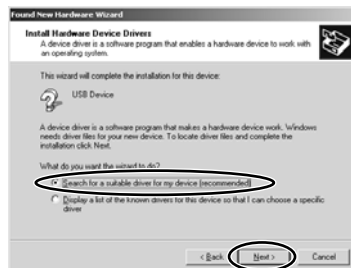 Found New Hardware Wizard
Install Hardware Device Drivers
A device driver is a software program that enables a hardware device to work with
an operating system.
This wizard will complete the installation for this device:
USB Device
A device driver is a software program that makes a hardware device work. Windows
needs driver files for your new device. To locate driver files and complete the
installation click Next.
What do you want the wizard to do?
Search for a suitable driver for my device (recommended)
Display a list of the known drivers for this device so that I can choose a specific
driver
< Back
Next >
Cancel